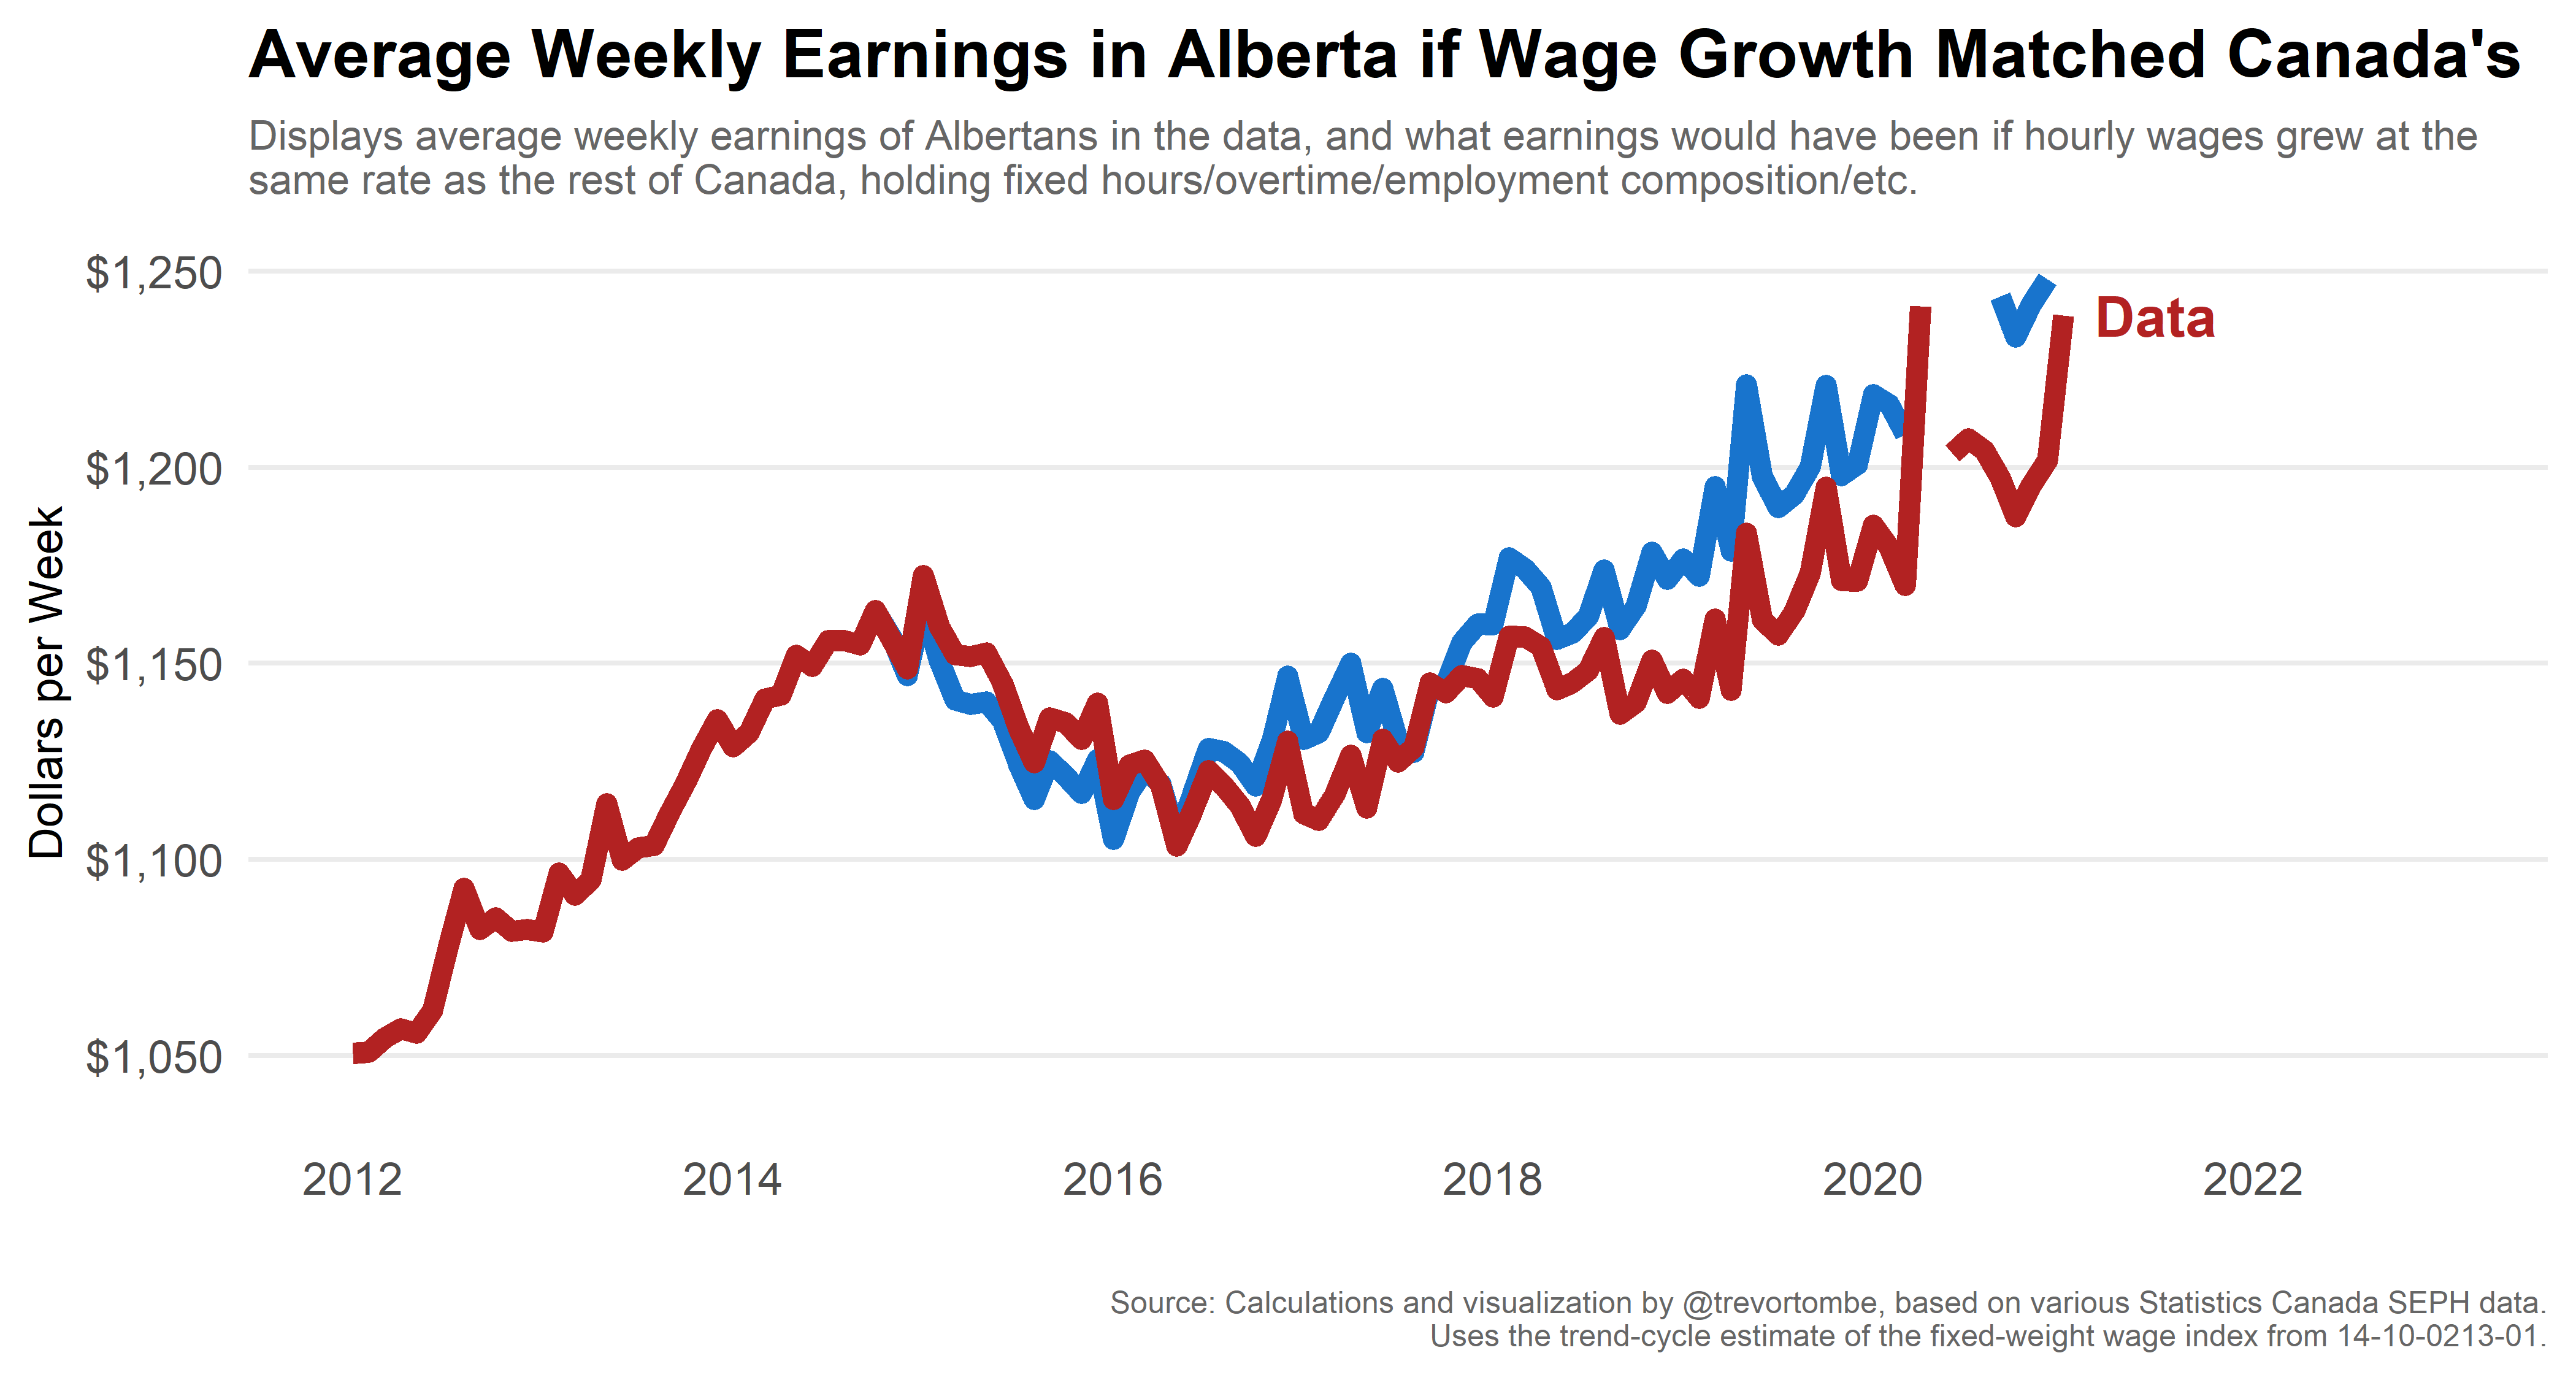 Average Weekly Earnings in Alberta if Wage Growth Matched Canada's
Displays average weekly earnings of Albertans in the data, and what earnings would have been if hourly wages grew at the
same rate as the rest of Canada, holding fixed hours/overtime/employment composition/etc.
$1,250
Data
$1,200
$1,150
$1,100
$1,050
Dollars per Week
2012
2014
2016
2018
2020
2022
Source: Calculations and visualization by @trevortombe, based on various Statistics Canada SEPH data.
Uses the trend-cycle estimate of the fixed-weight wage index from 14-10-0213-01.